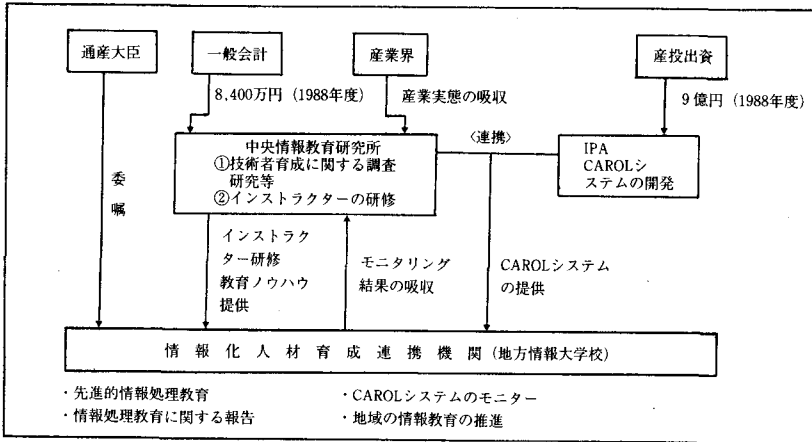 通産大臣
一般会計
産業界
産投出資
8,400万円（1988年度）
産業実態の吸収
9億円（1988年度）
〈連携〉
中央情報教育研究所
①技術者育成に関する調査
研究等
②インストラクターの研修
IPA
CAROLシ
ステムの開発
委
嘱
インストラク
ター研修
教育ノウハウ
提供
モニタリング
結果の吸収
CAROLシステム
の提供
情報化人材育成連携機関（地方情報大学校）
・先進的情報処理教育
・CAROLシステムのモニター
・情報処理教育に関する報告
・地域の情報教育の推進